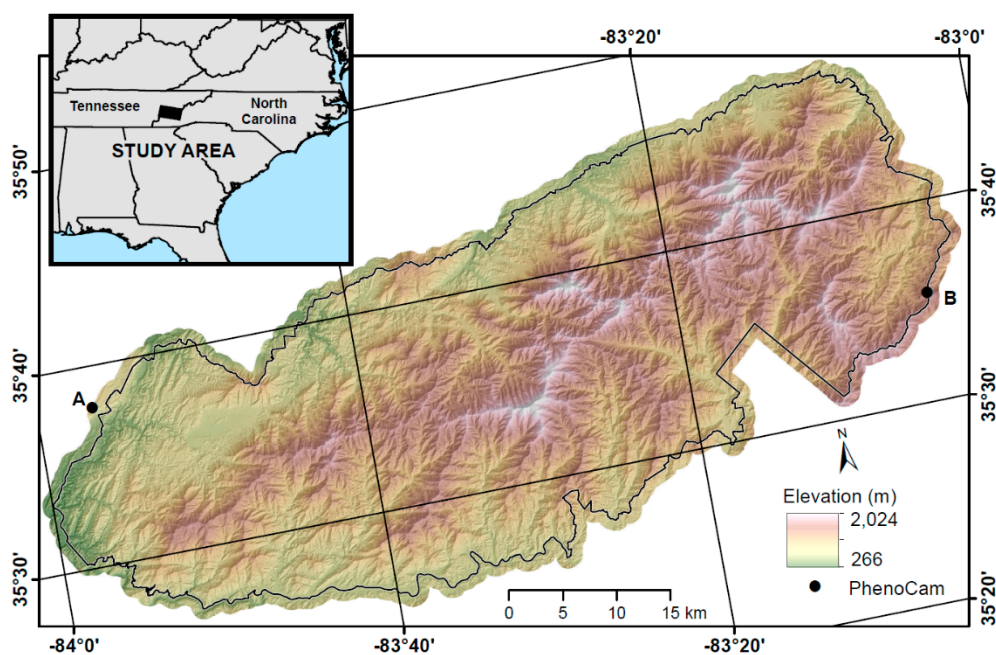 Tennessee
North
Carolina
STUDY AREA
-83°20'
-83°0'
35°50'
35°40'
35°40'
35°30'
35°30'
35°20'
A
B
N
Elevation (m)
2,024
266
PhenoCam
0 5 10 15 km
-84°0'
-83°40'
-83°20'